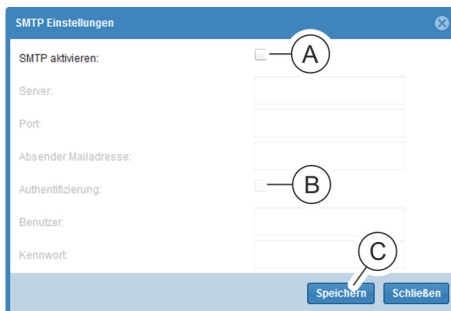 SMTP Einstellungen
SMTP aktivieren:
A
Server:
Port:
Absender Mailadresse:
Authentifizierung:
B
Benutzer:
Kennwort:
C
Speichern
Schließen